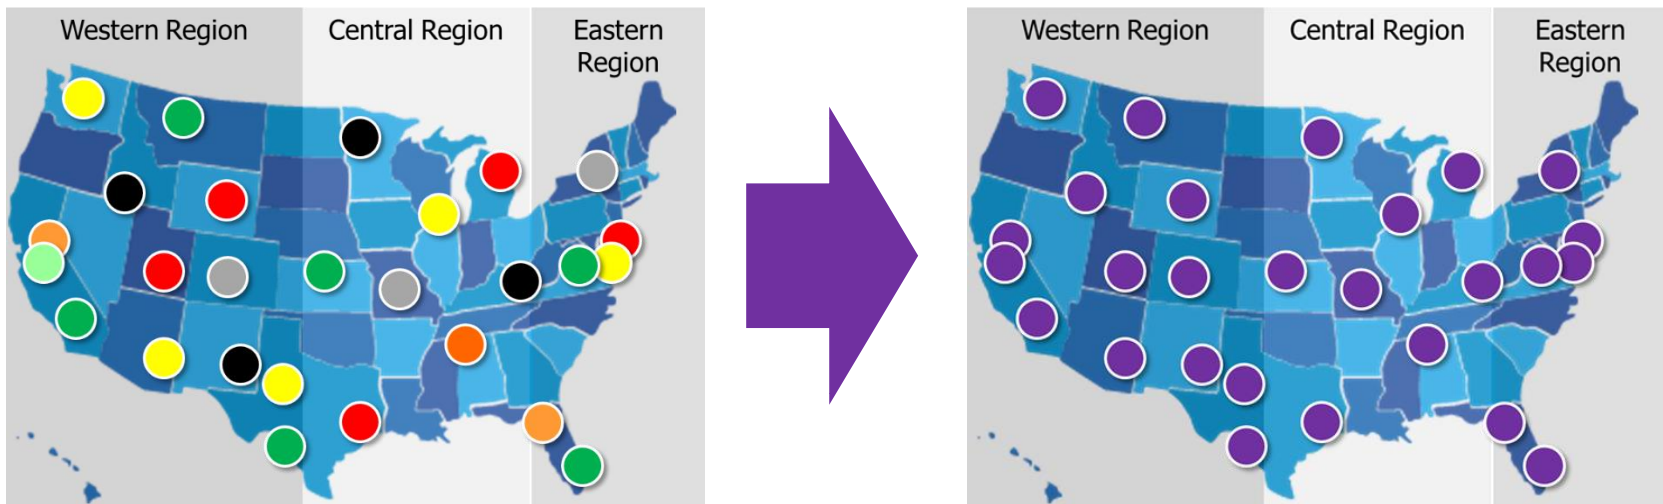 Western Region
Central Region
Eastern
Region
Western Region
Central Region
Eastern
Region